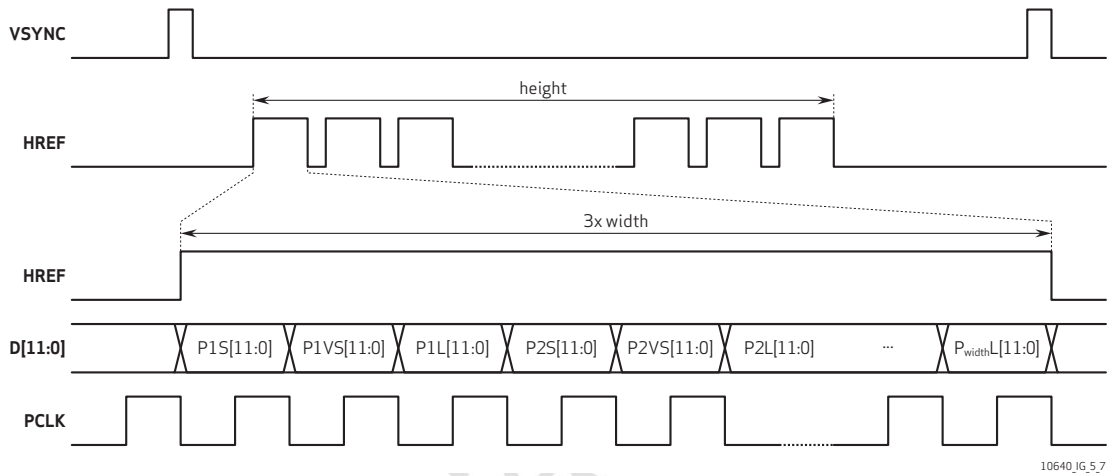 VSYNC
height
HREF
3x width
HREF
D[11:0] P1S[11:0] P1VS[11:0] P1L[11:0] P2S[11:0] P2VS[11:0] P2L[11:0] ... PwidthL[11:0]
PCLK
10640_IG_5_7